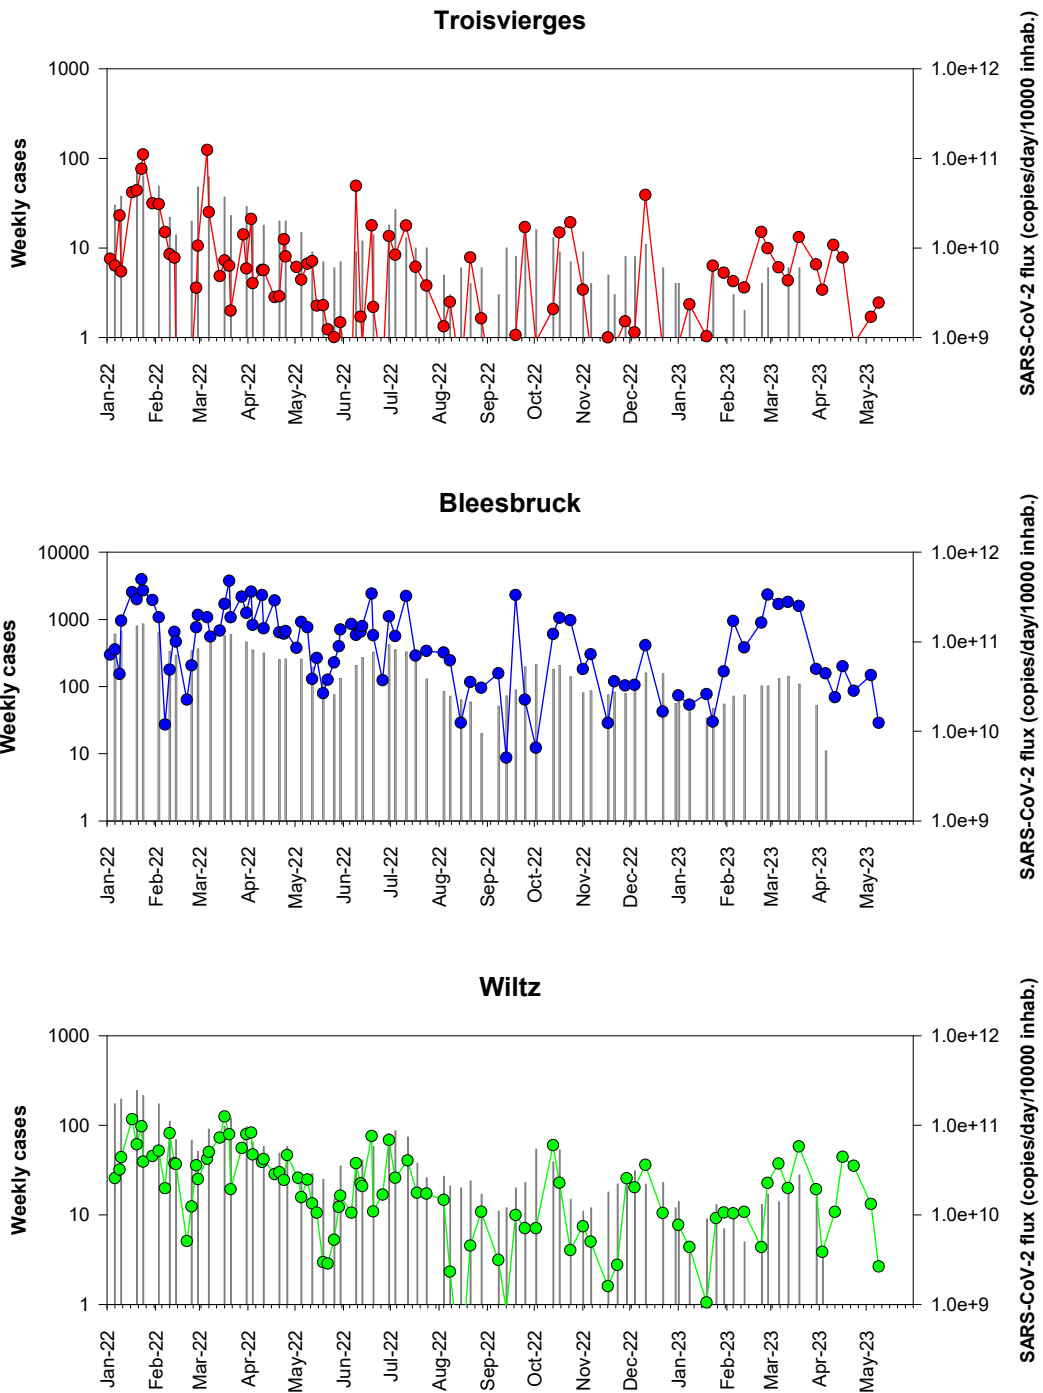 Troisvierges
1000
100
10
1
Weekly cases
1.0e+12
1.0e+11
1.0e+10
1.0e+9
SARS-CoV-2 flux (copies/day/10000 inhab.)
Jan-22
Feb-22
Mar-22
Apr-22
May-22
Jun-22
Jul-22
Aug-22
Sep-22
Oct-22
Nov-22
Dec-22
Jan-23
Feb-23
Mar-23
Apr-23
May-23
Bleesbruck
10000
1000
100
10
1
Weekly cases
1.0e+12
1.0e+11
1.0e+10
1.0e+9
SARS-CoV-2 flux (copies/day/10000 inhab.)
Jan-22
Feb-22
Mar-22
Apr-22
May-22
Jun-22
Jul-22
Aug-22
Sep-22
Oct-22
Nov-22
Dec-22
Jan-23
Feb-23
Mar-23
Apr-23
May-23
Wiltz
1000
100
10
1
Weekly cases
1.0e+12
1.0e+11
1.0e+10
1.0e+9
SARS-CoV-2 flux (copies/day/10000 inhab.)
Jan-22
Feb-22
Mar-22
Apr-22
May-22
Jun-22
Jul-22
Aug-22
Sep-22
Oct-22
Nov-22
Dec-22
Jan-23
Feb-23
Mar-23
Apr-23
May-23